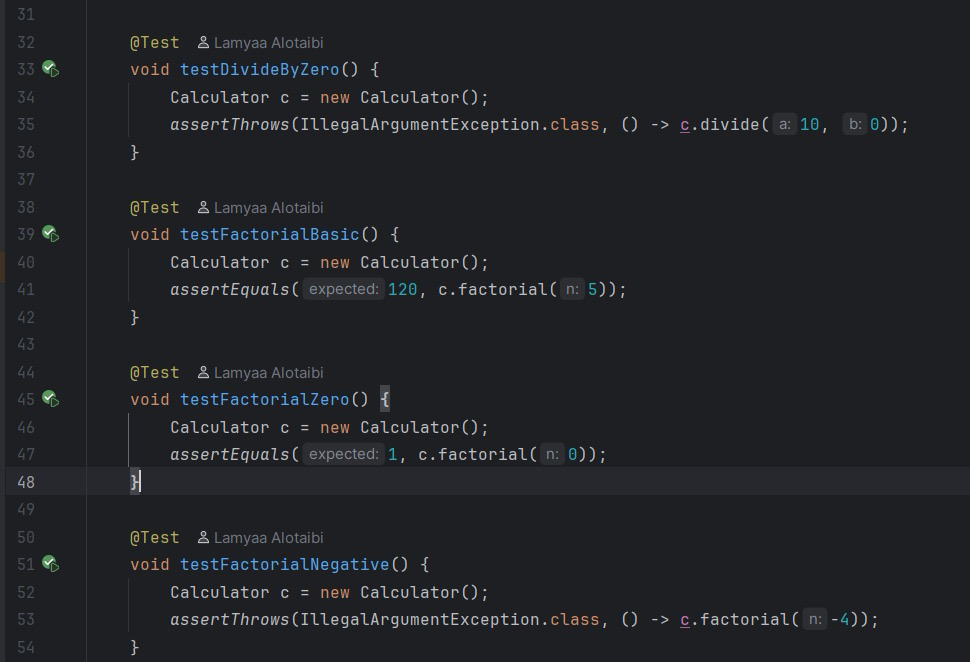 31
32 @Test Lamyaa Alotaibi
33 void testDivideByZero() {
34 Calculator c = new Calculator();
35 assertThrows(IllegalArgumentException.class, () -> c.divide( a: 10, b: 0));
36 }
37
38 @Test Lamyaa Alotaibi
39 void testFactorialBasic() {
40 Calculator c = new Calculator();
41 assertEquals( expected: 120, c.factorial( n: 5));
42 }
43
44 @Test Lamyaa Alotaibi
45 void testFactorialZero() {
46 Calculator c = new Calculator();
47 assertEquals( expected: 1, c.factorial( n: 0));
48 }
49
50 @Test Lamyaa Alotaibi
51 void testFactorialNegative() {
52 Calculator c = new Calculator();
53 assertThrows(IllegalArgumentException.class, () -> c.factorial( n: -4));
54 }